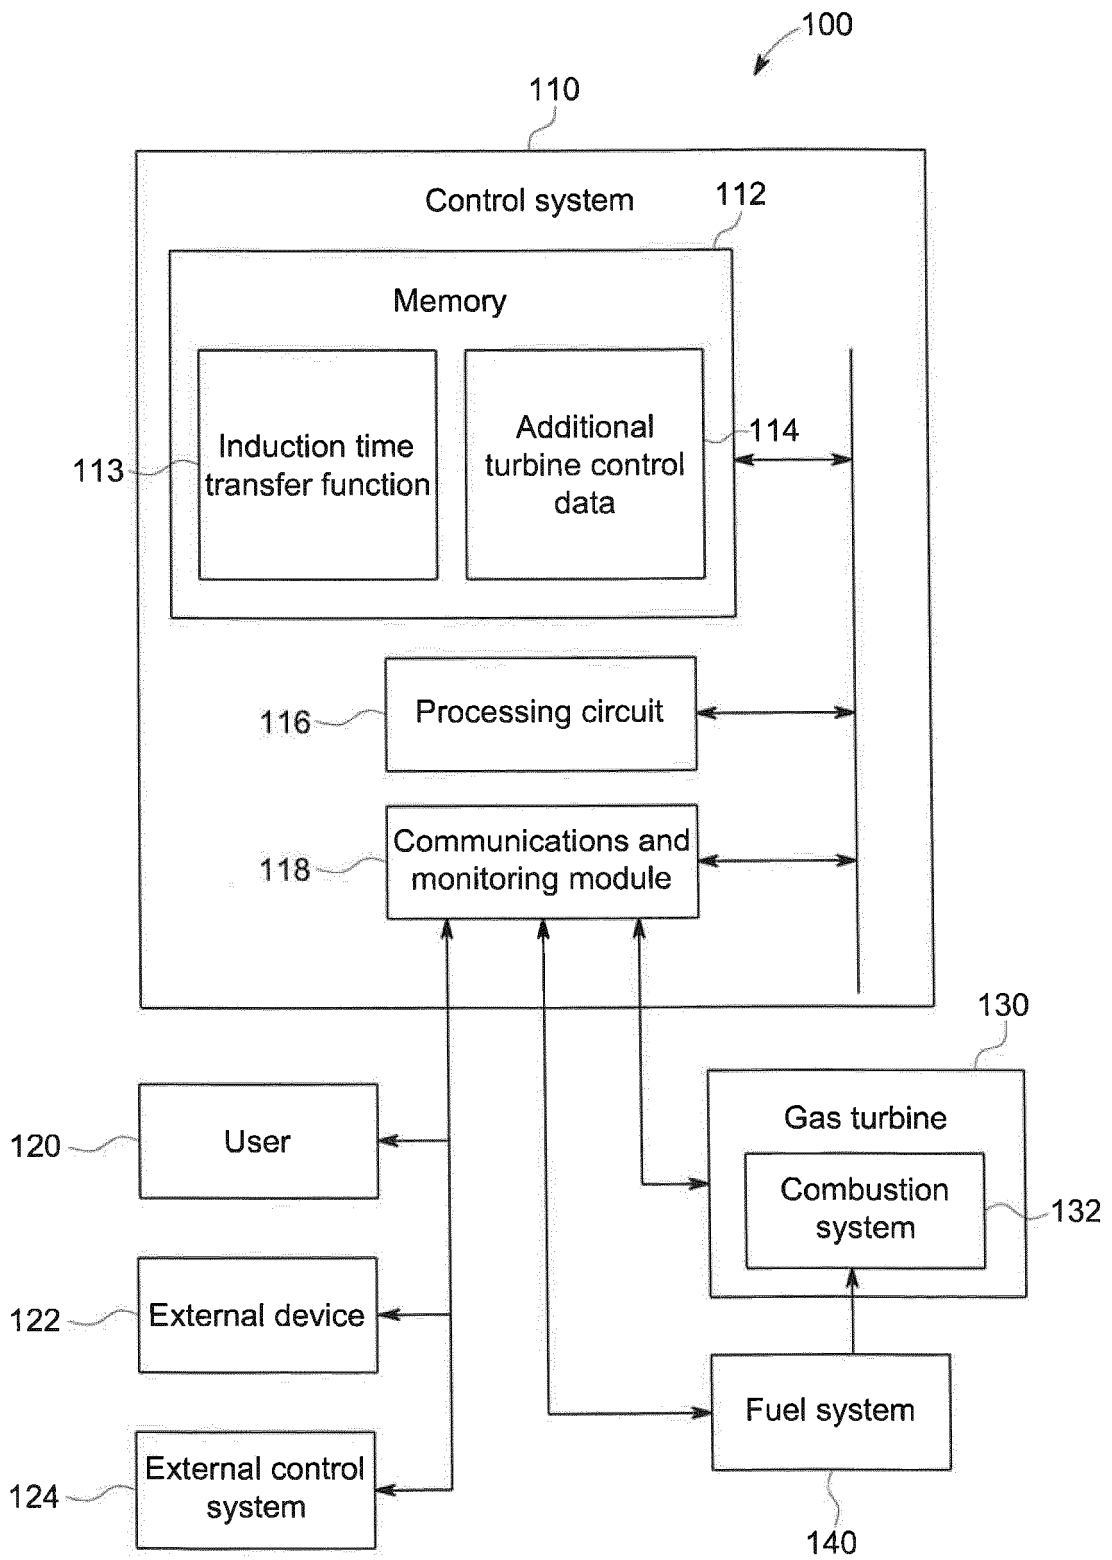 100
110
Control system
112
Memory
113
Induction time
transfer function
Additional
turbine control
data
114
116
Processing circuit
118
Communications and
monitoring module
130
120
User
Gas turbine
Combustion
system
132
122
External device
Fuel system
124
External control
system
140